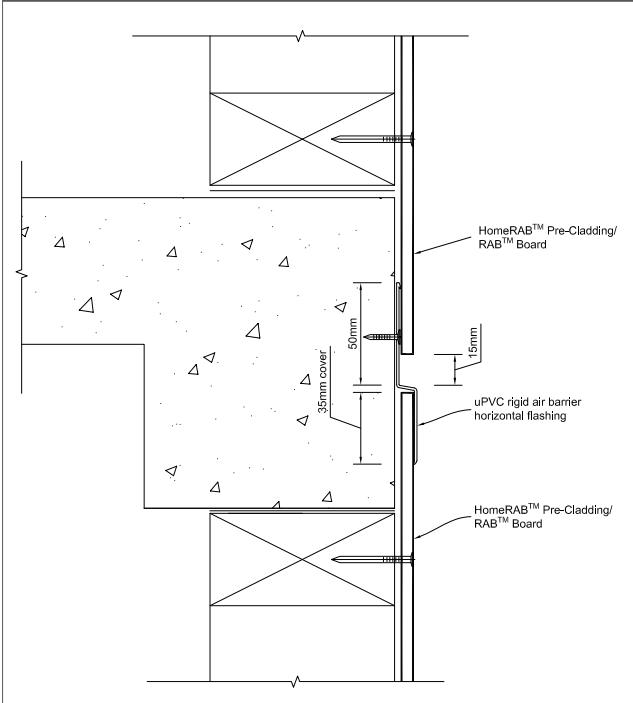 HomeRAB™ Pre-Cladding/
RAB™ Board
50mm
15mm
35mm cover
uPVC rigid air barrier
horizontal flashing
HomeRAB™ Pre-Cladding/
RAB™ Board